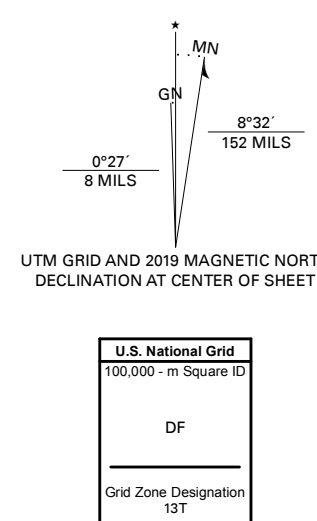 ★
MN
GN
8°32´
152 MILS
0°27´
8 MILS
UTM GRID AND 2019 MAGNETIC NORT
DECLINATION AT CENTER OF SHEET
U.S. National Grid
100,000 - m Square ID
DF
Grid Zone Designation
13T